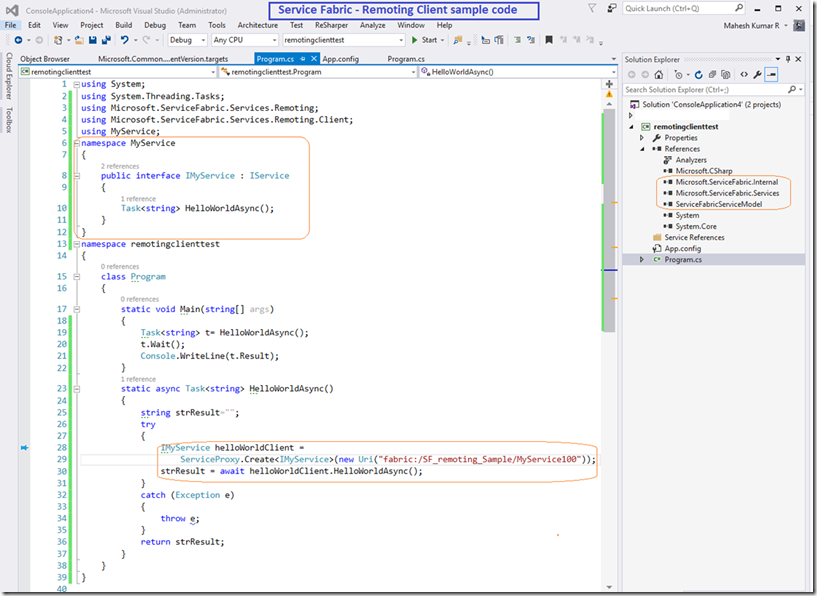 ConsoleApplication4 - Microsoft Visual Studio (Administrator)
Service Fabric - Remoting Client sample code
Quick Launch (Ctrl+Q)
File Edit View Project Build Debug Team Tools Architecture Test ReSharper Analyze Window Help
Mahesh Kumar R
Debug Any CPU remotingclienttest Start
Cloud Explorer
Toolbox
Object Browser Microsoft.Common....entVersion.targets Program.cs App.config Program.cs
remotingclienttest remotingclienttest.Program HelloWorldAsync()
1 using System;
2 using System.Threading.Tasks;
3 using Microsoft.ServiceFabric.Services.Remoting;
4 using Microsoft.ServiceFabric.Services.Remoting.Client;
5 using MyService;
6 namespace MyService
7 {
2 references
8 public interface IMyService : IService
9 {
1 reference
10 Task<string> HelloWorldAsync();
11 }
12 }
13 namespace remotingclienttest
14 {
0 references
15 class Program
16 {
0 references
17 static void Main(string[] args)
18 {
19 Task<string> t= HelloWorldAsync();
20 t.Wait();
21 Console.WriteLine(t.Result);
22 }
1 reference
23 static async Task<string> HelloWorldAsync()
24 {
25 string strResult="";
26 try
27 {
28 IMyService helloWorldClient =
29 ServiceProxy.Create<IMyService>(new Uri("fabric:/SF_remoting_Sample/MyService100"));
30 strResult = await helloWorldClient.HelloWorldAsync();
31 }
32 catch (Exception e)
33 {
34 throw e;
35 }
36 return strResult;
37 }
38 }
39 }
40
Solution Explorer
Search Solution Explorer (Ctrl+;)
Solution 'ConsoleApplication4' (2 projects)
remotingclienttest
Properties
References
Analyzers
Microsoft.CSharp
Microsoft.ServiceFabric.Internal
Microsoft.ServiceFabric.Services
ServiceFabricServiceModel
System
System.Core
Service References
App.config
Program.cs